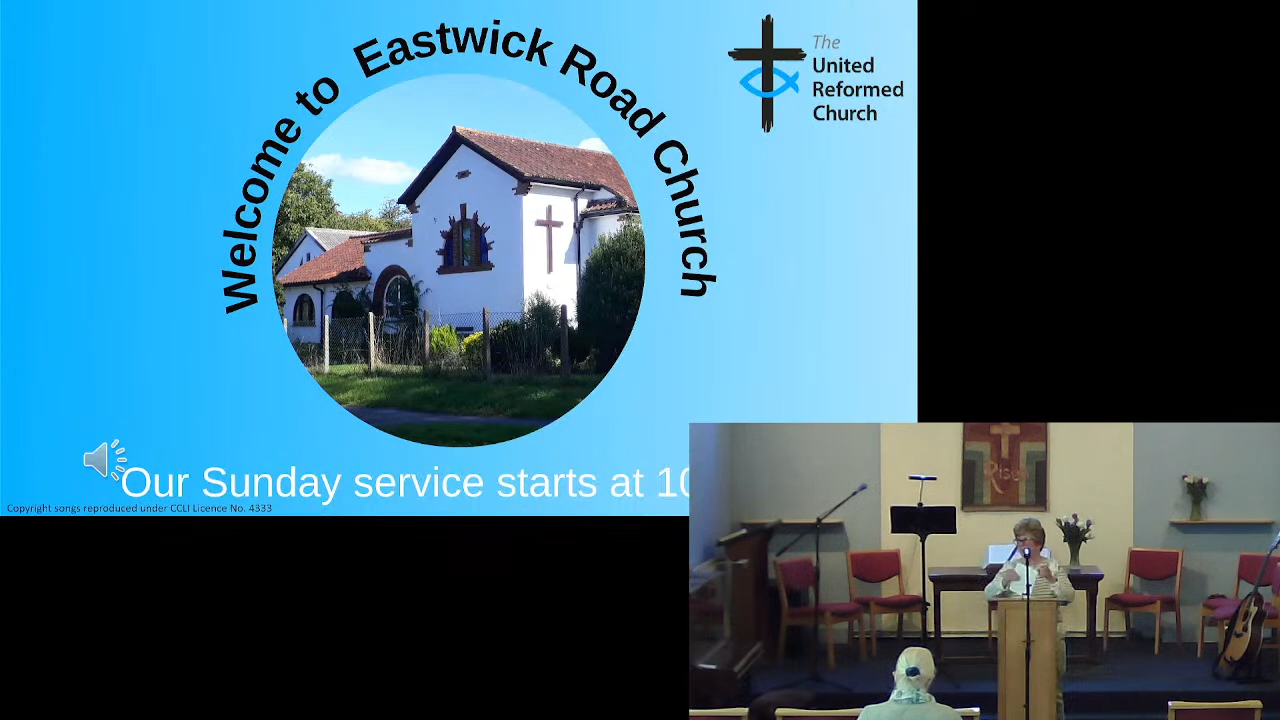 Welcome to Eastwick Road Church
The
United
Reformed
Church
Our Sunday service starts at 10
Copyright songs reproduced under CCLI Licence No. 4333
Rise